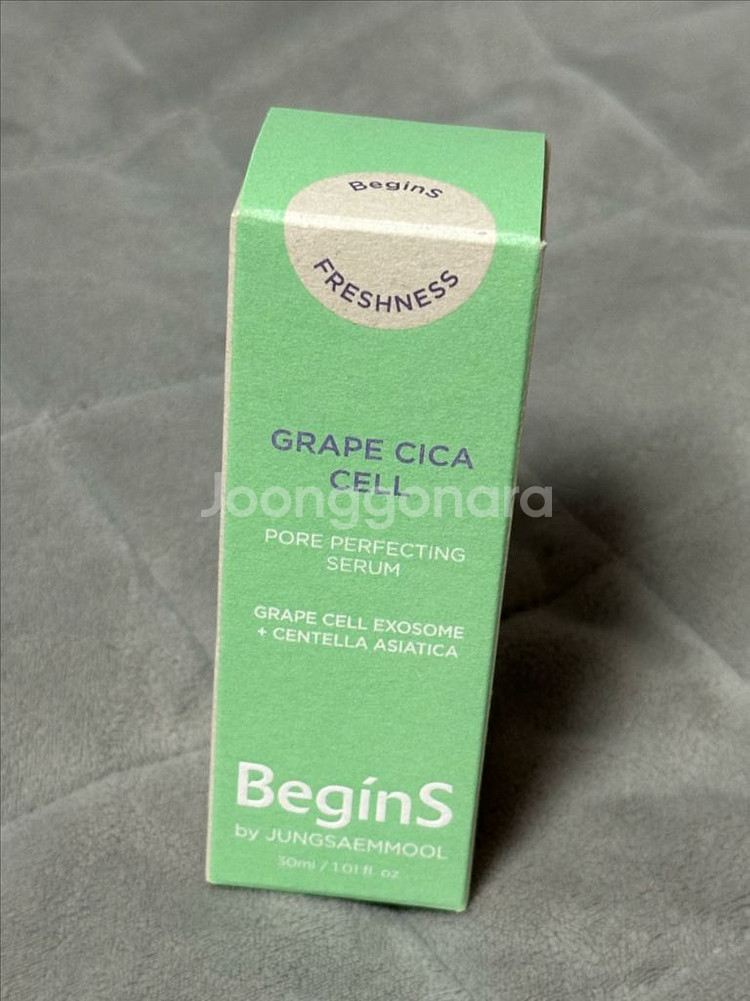 BeginS
FRESHNESS
GRAPE CICA
CELL
Joonggonara
PORE PERFECTING
SERUM
GRAPE CELL EXOSOME
+ CENTELLA ASIATICA
BegínS
by JUNGSAEMMOOL
30ml / 1.01 fl. oz